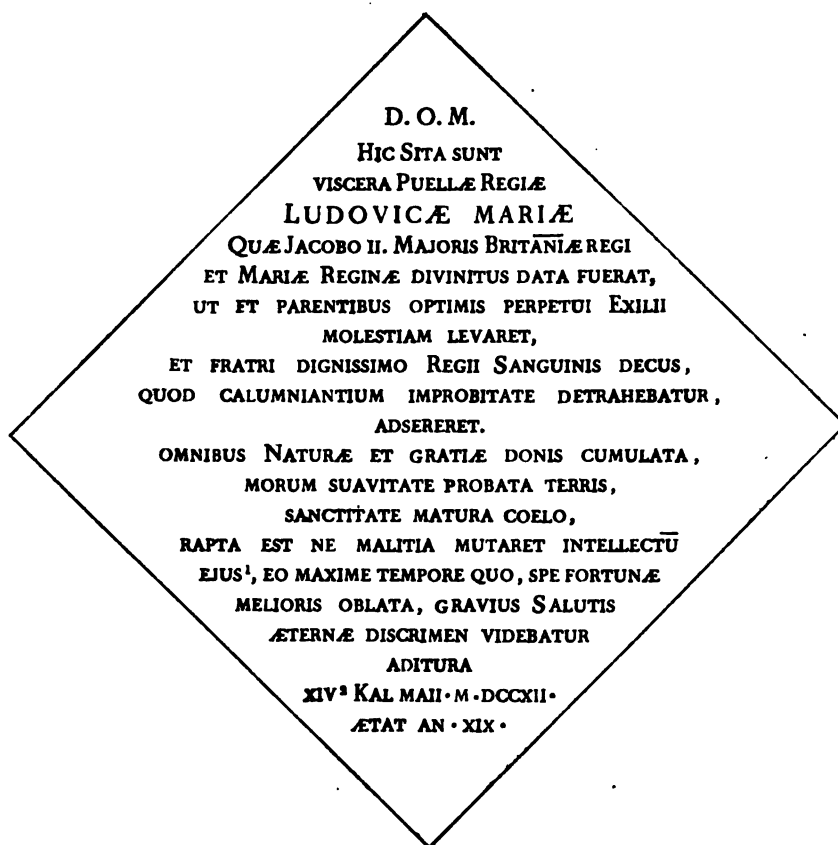 D. O. M.
HIC SITA SUNT
VISCERA PUELLÆ REGIÆ
LUDOVICÆ MARIÆ
QUÆ JACOBO II. MAJORIS BRITA̅N̅I̅Æ REGI
ET MARIÆ REGINÆ DIVINITUS DATA FUERAT,
UT ET PARENTIBUS OPTIMIS PERPETUI EXILII
MOLESTIAM LEVARET,
ET FRATRI DIGNISSIMO REGII SANGUINIS DECUS,
QUOD CALUMNIANTIUM IMPROBITATE DETRAHEBATUR,
ADSERERET.
OMNIBUS NATURÆ ET GRATIÆ DONIS CUMULATA,
MORUM SUAVITATE PROBATA TERRIS,
SANCTITATE MATURA COELO,
RAPTA EST NE MALITIA MUTARET INTELLECTŪ
EJUS¹, EO MAXIME TEMPORE QUO, SPE FORTUNÆ
MELIORIS OBLATA, GRAVIUS SALUTIS
ÆTERNÆ DISCRIMEN VIDEBATUR
ADITURA
XIV² KAL MAII · M · DCCXII ·
ÆTAT AN · XIX ·